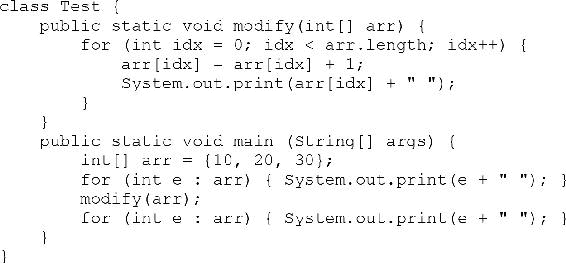 class Test {
    public static void modify(int[] arr) {
        for (int idx = 0; idx < arr.length; idx++) {
            arr[idx] = arr[idx] + 1;
            System.out.print(arr[idx] + " ");
        }
    }
    public static void main (String[] args) {
        int[] arr = {10, 20, 30};
        for (int e : arr) { System.out.print(e + " "); }
        modify(arr);
        for (int e : arr) { System.out.print(e + " "); }
    }
}